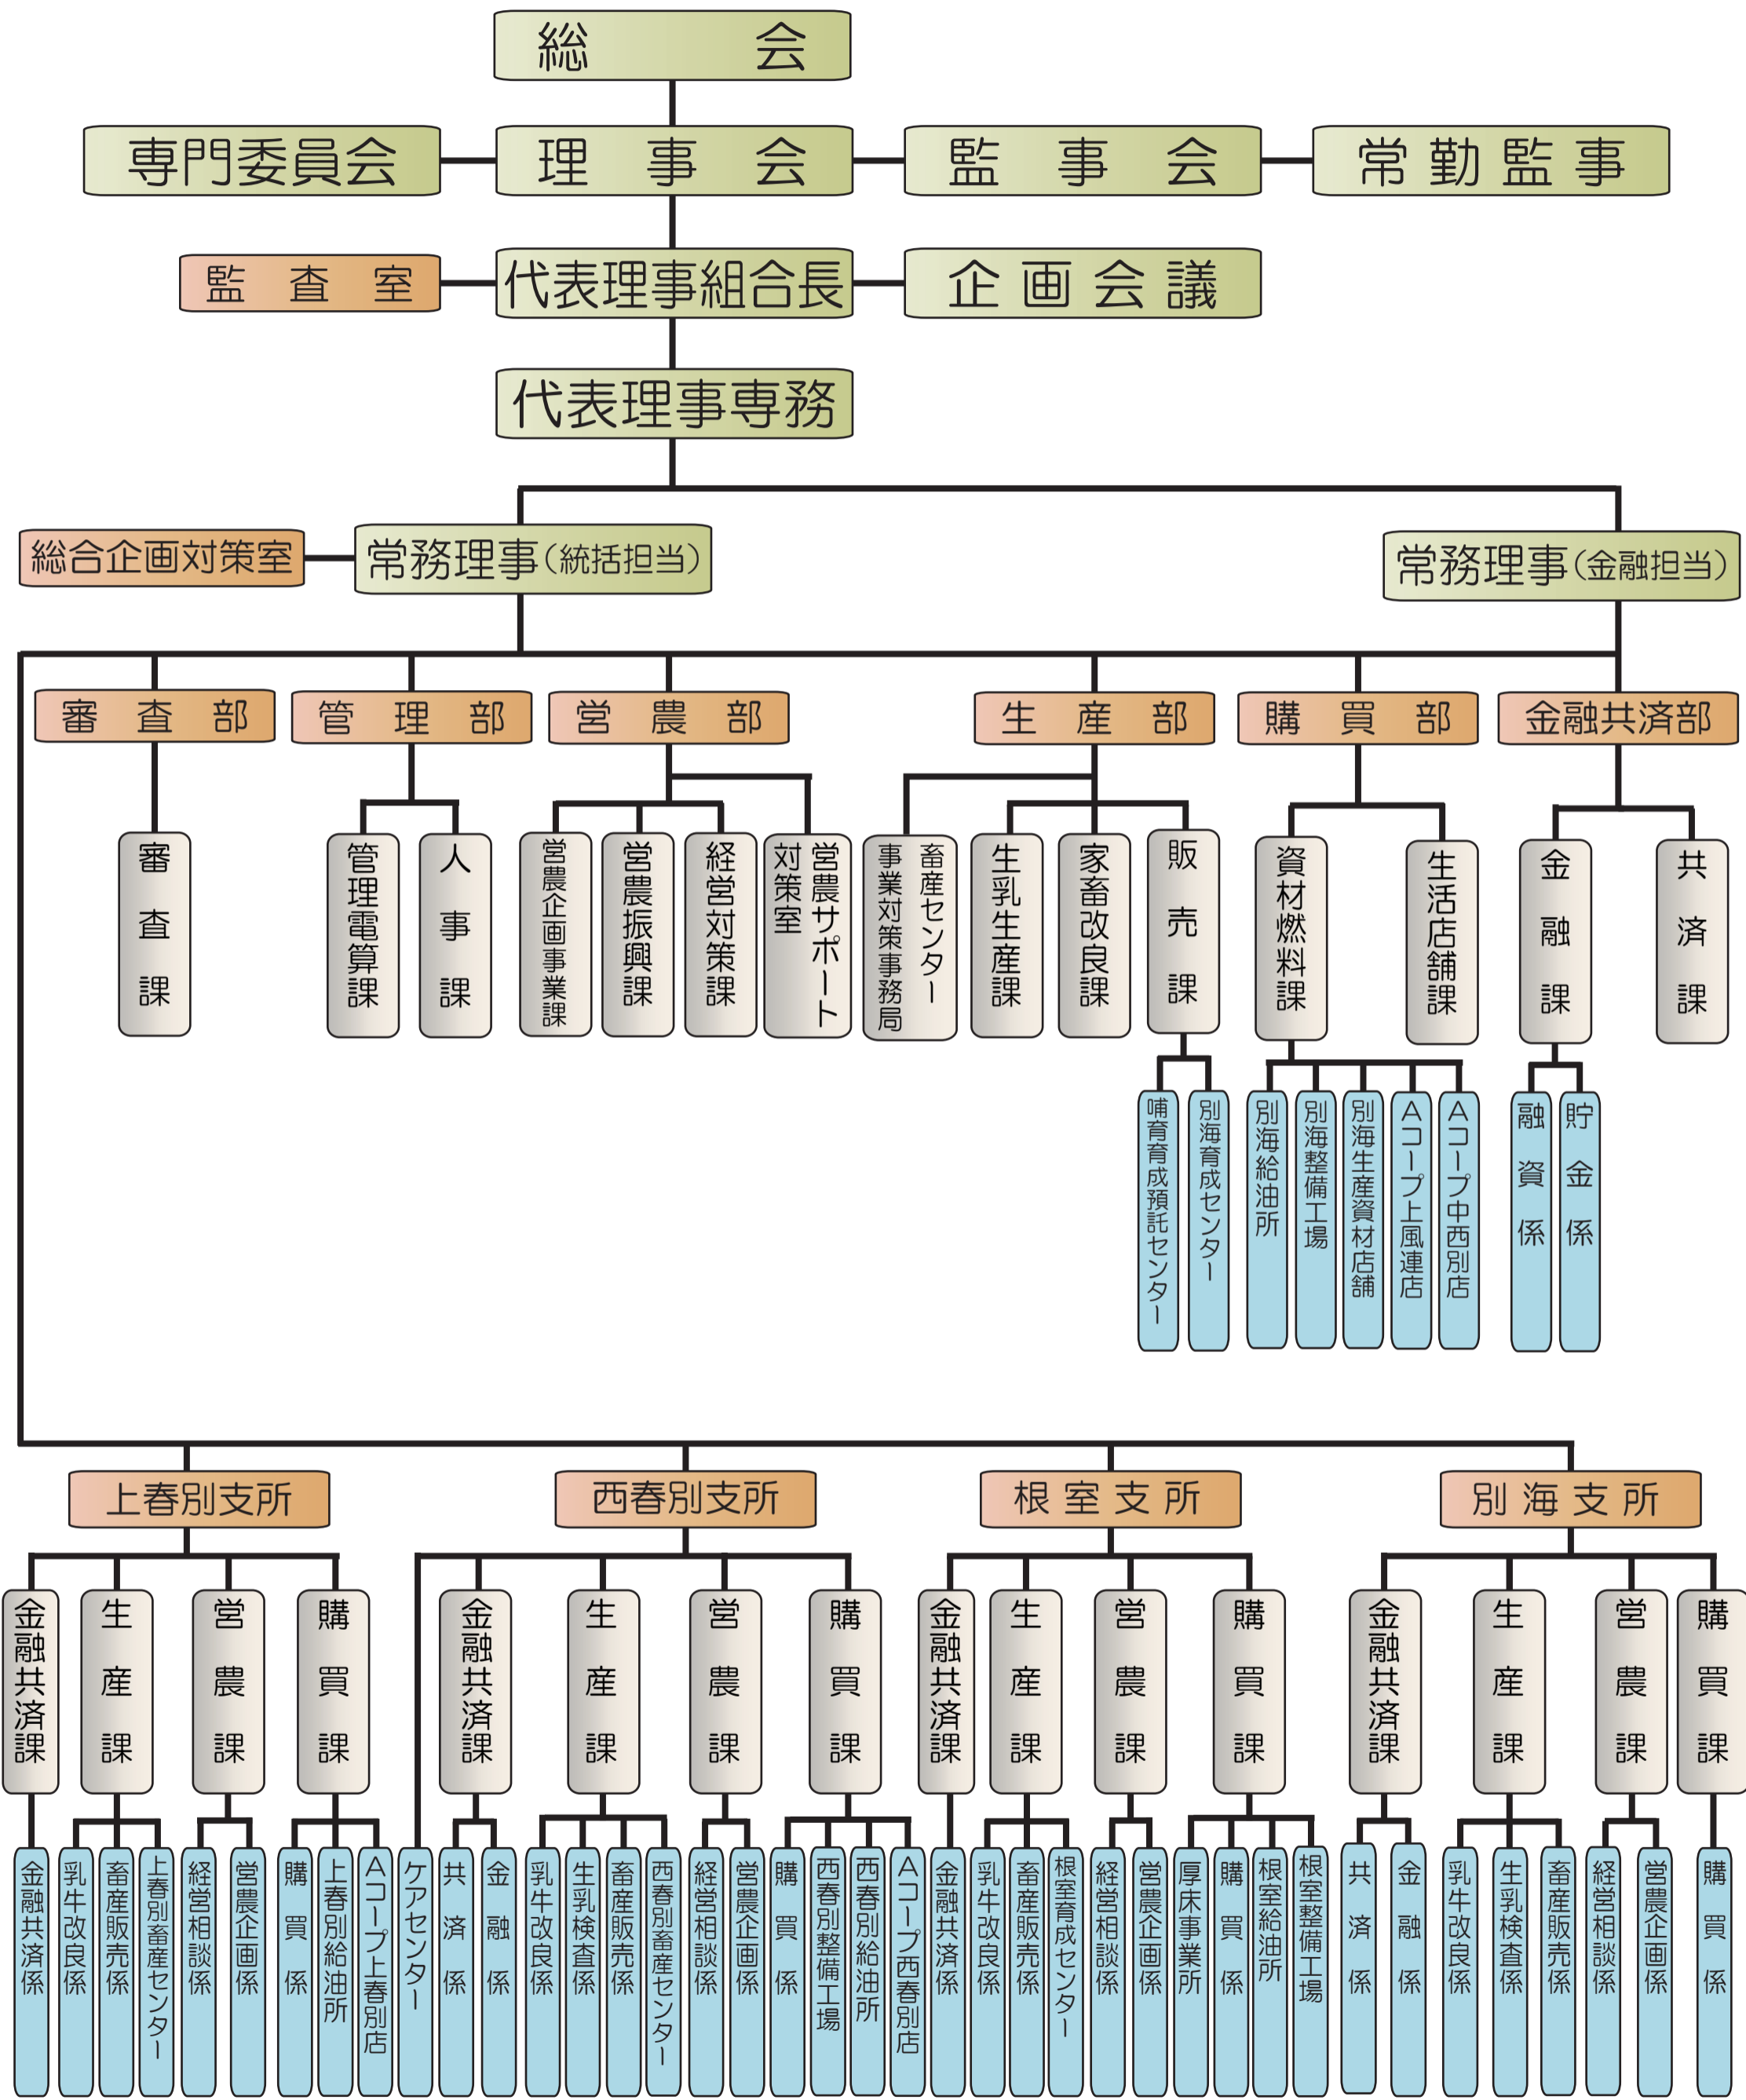 総会
専門委員会
理事会
監事会
常勤監事
監査室
代表理事組合長
企画会議
代表理事専務
総合企画対策室
常務理事（統括担当）
常務理事（金融担当）
審査部
管理部
営農部
生産部
購買部
金融共済部
審査課
管理電算課
人事課
営農企画事業課
営農振興課
経営対策課
営農サポート
対策室
畜産センター
事業対策事務局
生乳生産課
家畜改良課
販売課
資材燃料課
生活店舗課
金融課
共済課
哺育育成預託センター
別海育成センター
別海給油所
別海整備工場
別海生産資材店舗
Aコープ上風連店
Aコープ中西別店
融資係
貯金係
上春別支所
西春別支所
根室支所
別海支所
金融共済課
生産課
営農課
購買課
金融共済課
生産課
営農課
購買課
金融共済課
生産課
営農課
購買課
金融共済課
生産課
営農課
購買課
金融共済係
乳牛改良係
畜産販売係
上春別畜産センター
経営相談係
営農企画係
購買係
上春別給油所
Aコープ上春別店
ケアセンター
共済係
金融係
乳牛改良係
生乳検査係
畜産販売係
西春別畜産センター
経営相談係
営農企画係
購買係
西春別整備工場
西春別給油所
Aコープ西春別店
金融共済係
乳牛改良係
畜産販売係
根室育成センター
経営相談係
営農企画係
厚床事業所
購買係
根室給油所
根室整備工場
共済係
金融係
乳牛改良係
生乳検査係
畜産販売係
経営相談係
営農企画係
購買係